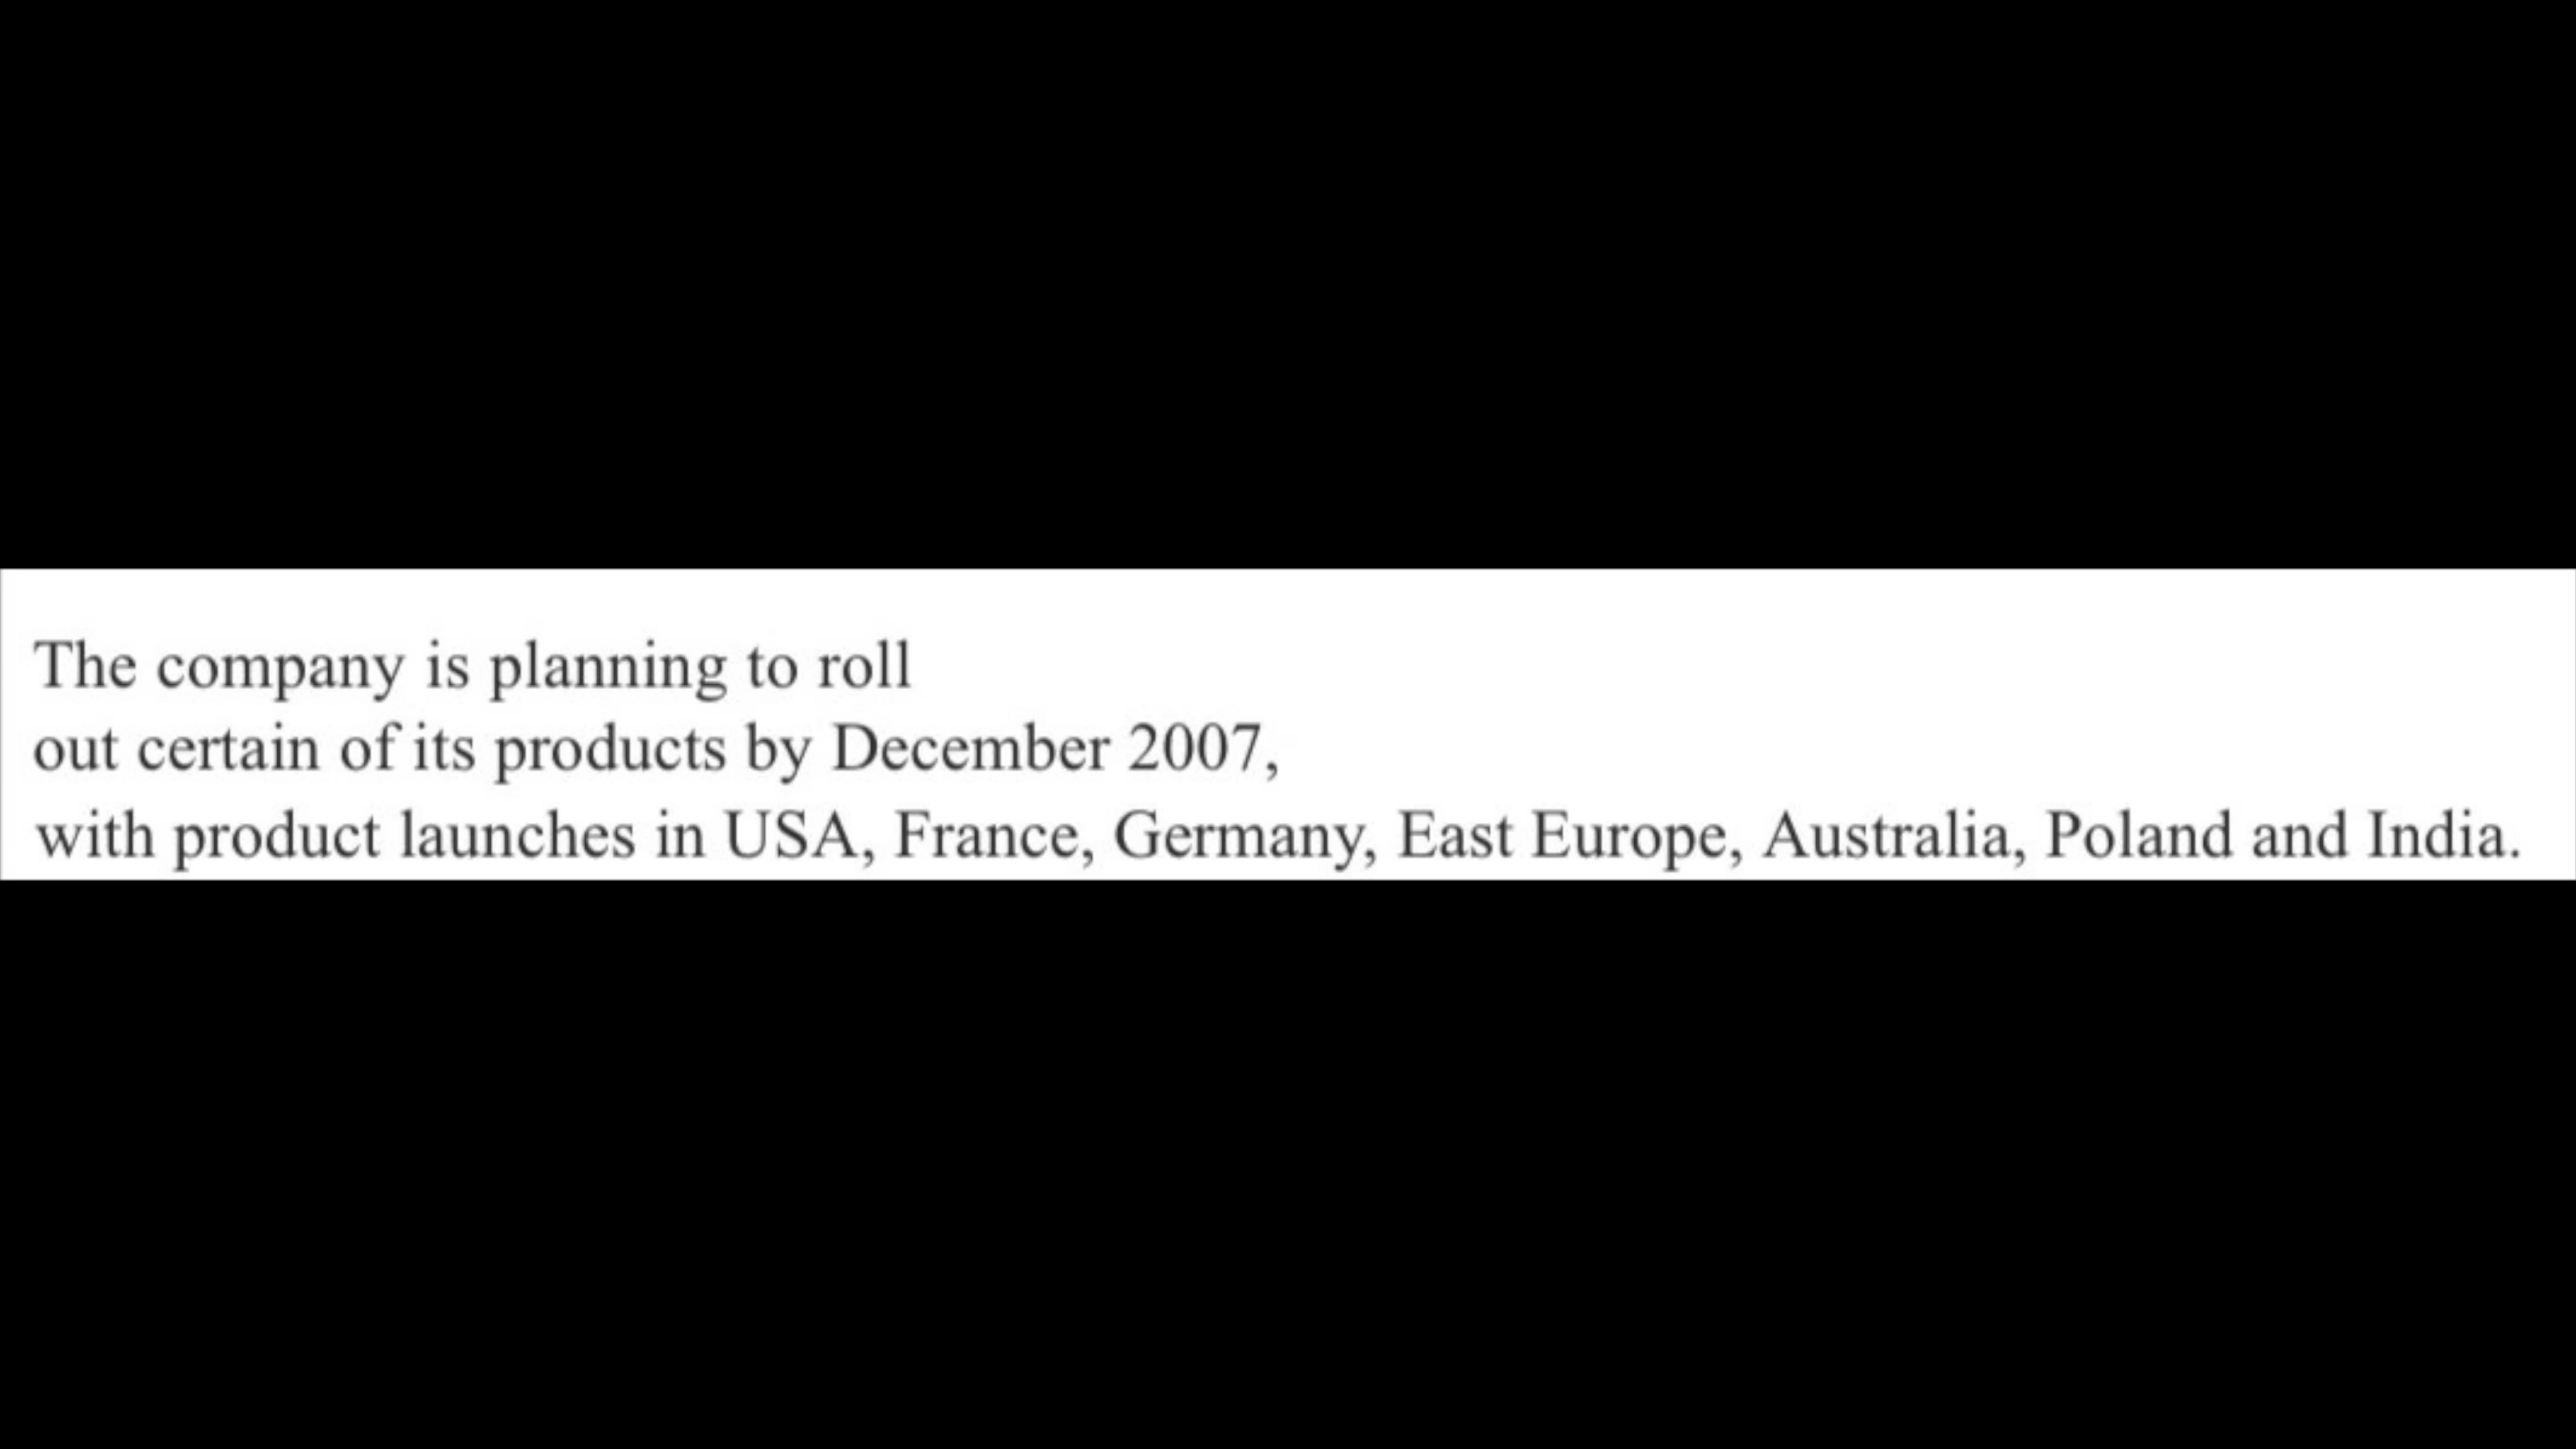 The company is planning to roll
out certain of its products by December 2007,
with product launches in USA, France, Germany, East Europe, Australia, Poland and India.